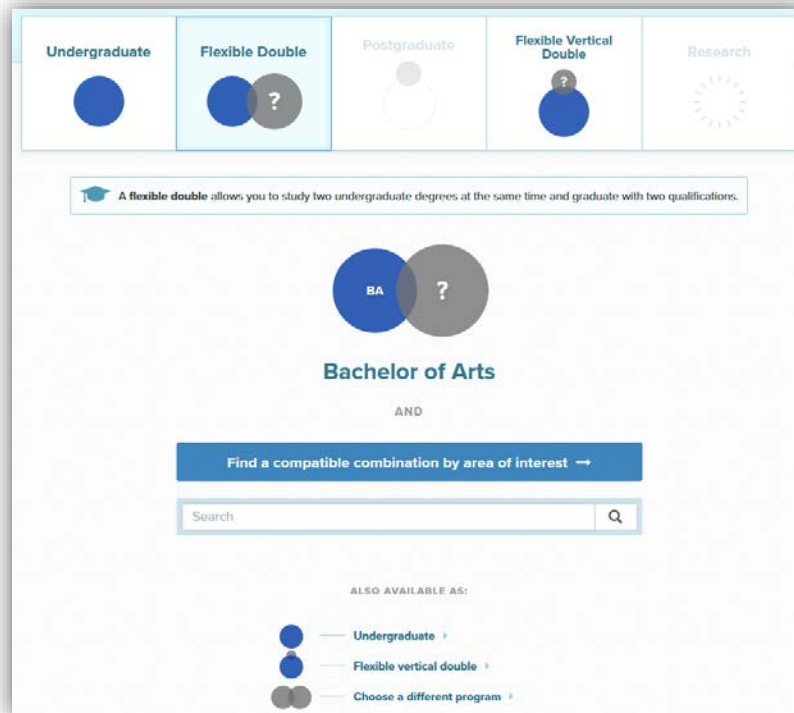 Undergraduate
Flexible Double
?
Postgraduate
Flexible Vertical
Double
?
Research
A flexible double allows you to study two undergraduate degrees at the same time and graduate with two qualifications.
BA
?
Bachelor of Arts
AND
Find a compatible combination by area of interest →
Search
ALSO AVAILABLE AS:
Undergraduate
Flexible vertical double
Choose a different program